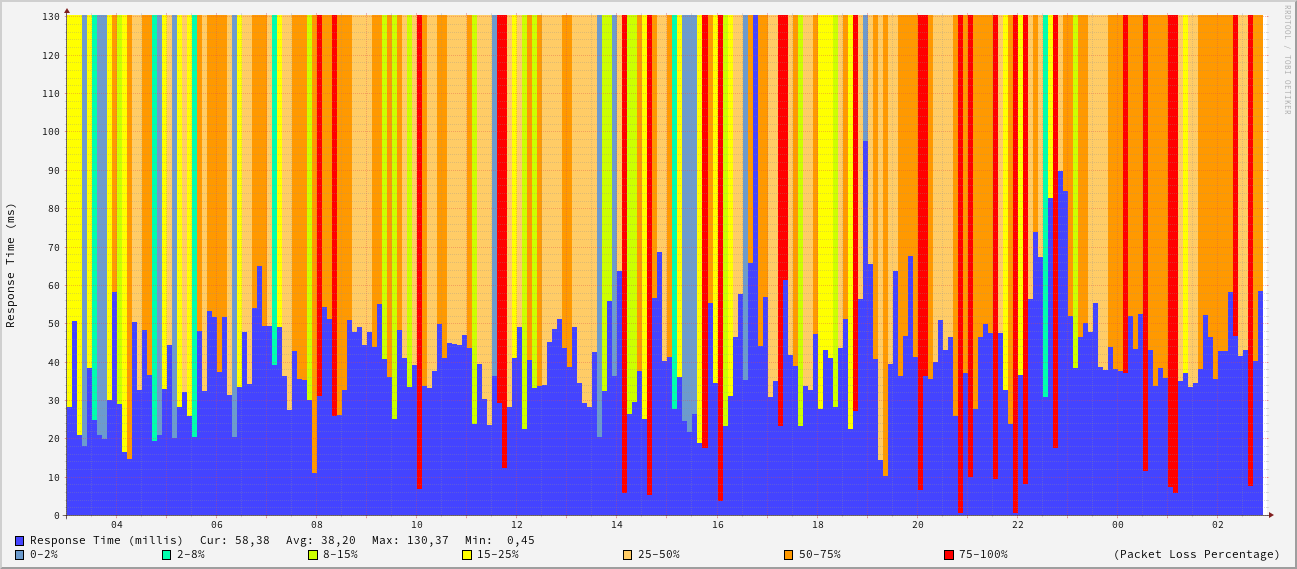 RRDTOOL / TOBI OETIKER
Response Time (ms)
130
120
110
100
90
80
70
60
50
40
30
20
10
0
04 06 08 10 12 14 16 18 20 22 00 02
Response Time (millis) Cur: 58,38 Avg: 38,20 Max: 130,37 Min: 0,45
0-2% 2-8% 8-15% 15-25% 25-50% 50-75% 75-100% (Packet Loss Percentage)